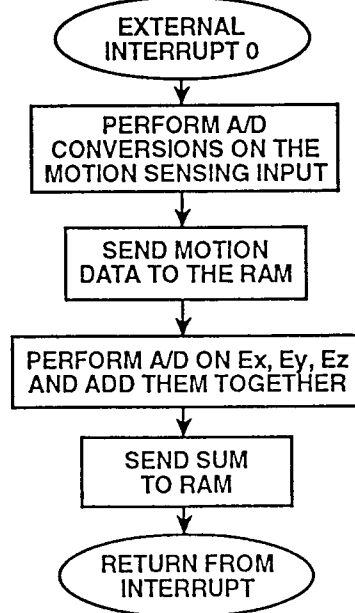 EXTERNAL
INTERRUPT 0
PERFORM A/D
CONVERSIONS ON THE
MOTION SENSING INPUT
SEND MOTION
DATA TO THE RAM
PERFORM A/D ON Ex, Ey, Ez
AND ADD THEM TOGETHER
SEND SUM
TO RAM
RETURN FROM
INTERRUPT